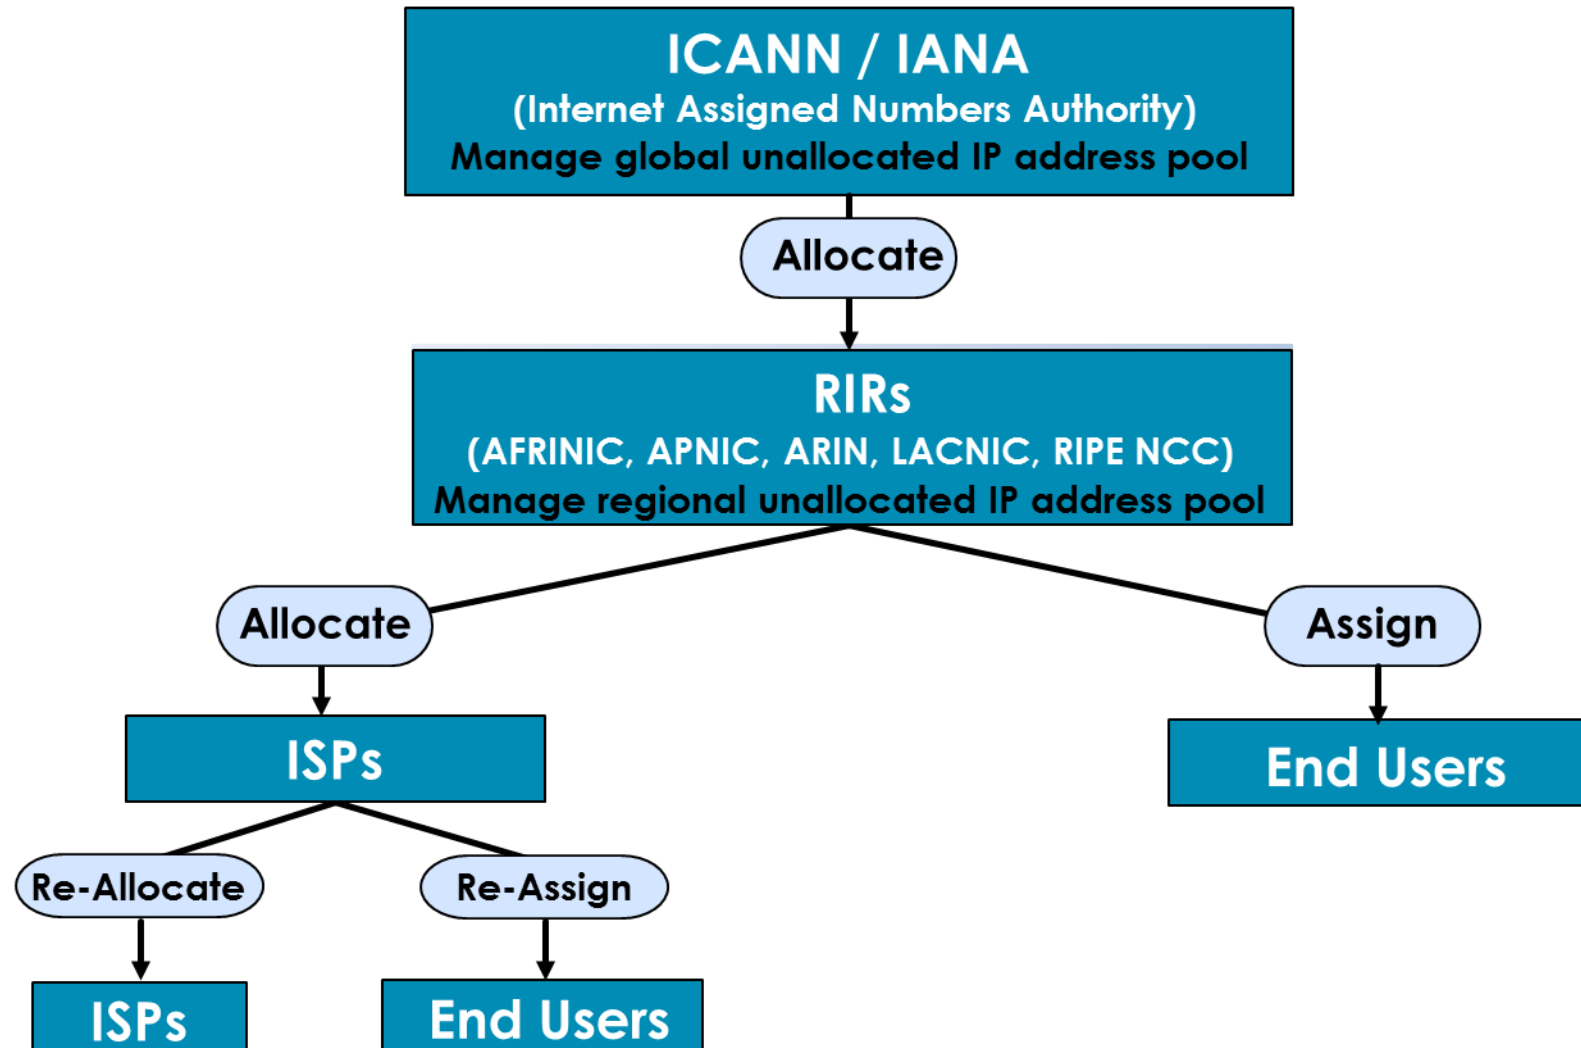 ICANN / IANA
(Internet Assigned Numbers Authority)
Manage global unallocated IP address pool
Allocate
RIRs
(AFRINIC, APNIC, ARIN, LACNIC, RIPE NCC)
Manage regional unallocated IP address pool
Allocate
Assign
ISPs
End Users
Re-Allocate
Re-Assign
ISPs
End Users